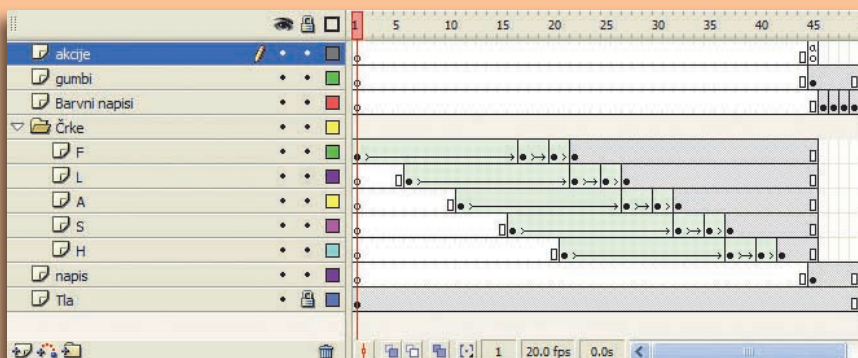 1 5 10 15 20 25 30 35 40 45
akcije a
gumbi
Barvni napisi
Črke
F
L
A
S
H
napis
Tla
1 20.0 fps 0.0s